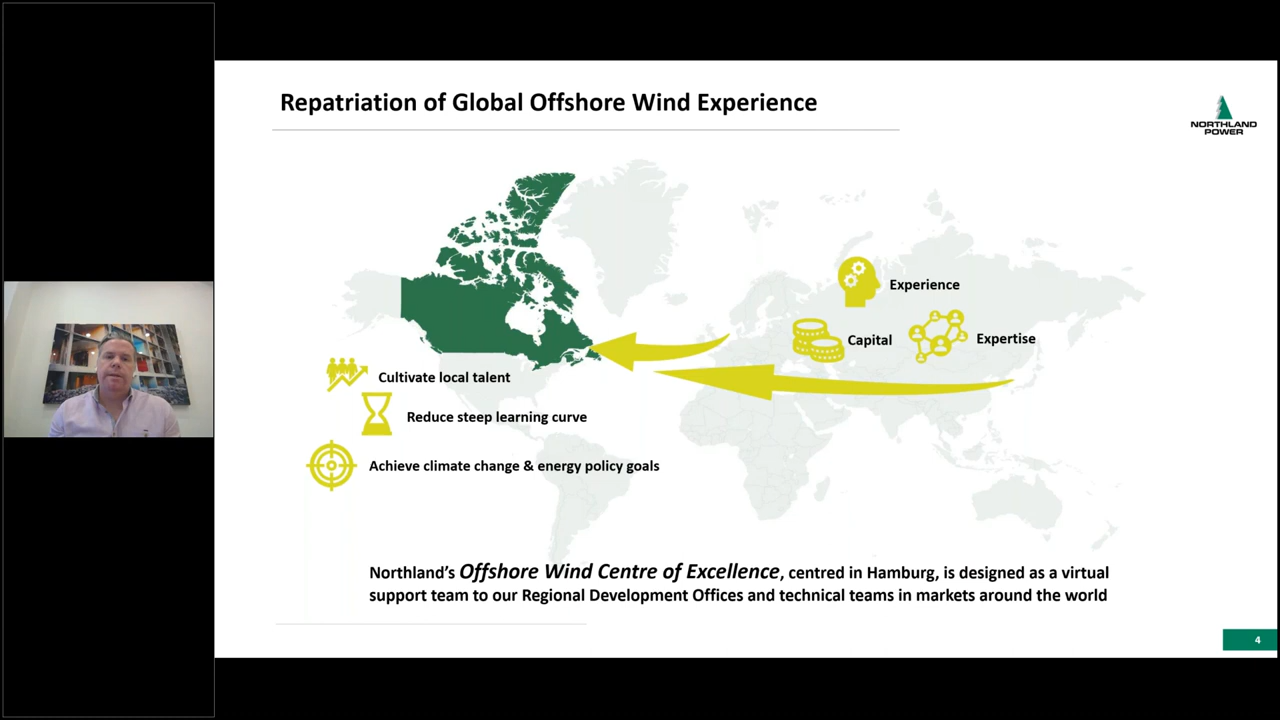 Repatriation of Global Offshore Wind Experience
NORTHLAND
POWER
Experience
Capital
Expertise
Cultivate local talent
Reduce steep learning curve
Achieve climate change & energy policy goals
Northland’s Offshore Wind Centre of Excellence, centred in Hamburg, is designed as a virtual
support team to our Regional Development Offices and technical teams in markets around the world
4